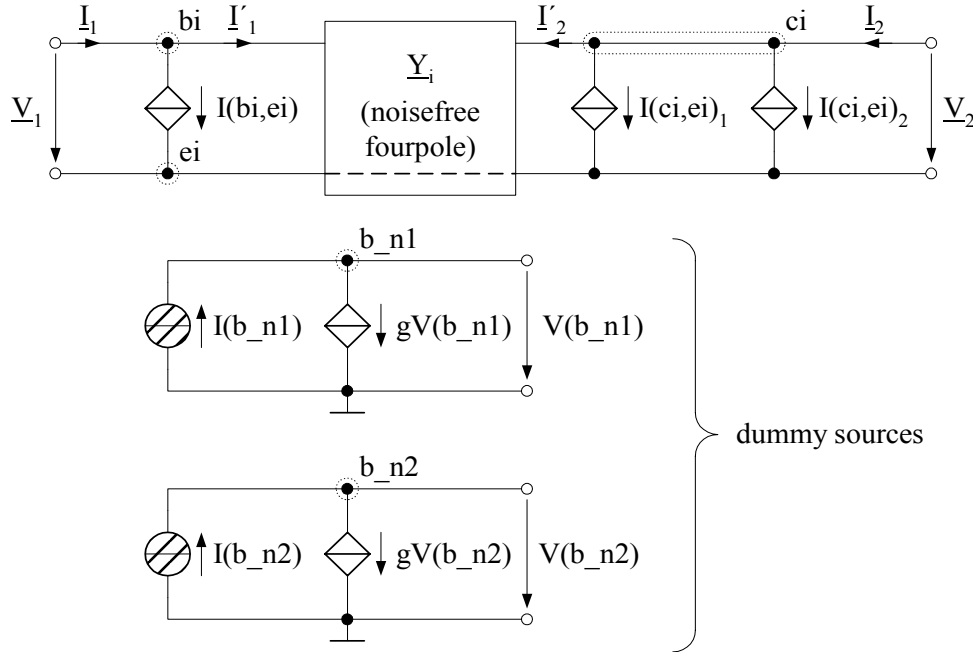 I₁ bi I´₁ I´₂ ci I₂
V₁ I(bi,ei) Yᵢ I(ci,ei)₁ I(ci,ei)₂ V₂
(noisefree
fourpole)
ei
b_n1
I(b_n1) gV(b_n1) V(b_n1)
dummy sources
b_n2
I(b_n2) gV(b_n2) V(b_n2)